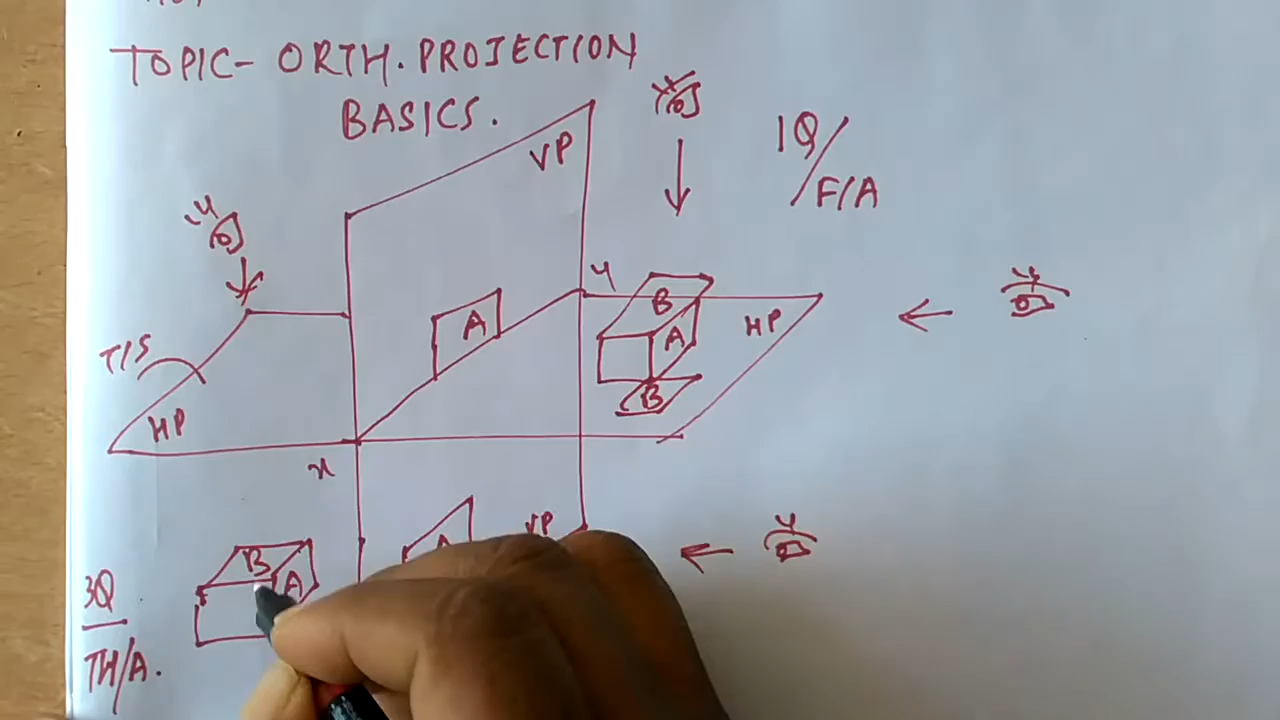 TOPIC- ORTH. PROJECTION
BASICS.
VP
1Q/
F/A
y
B
A
HP
A
B
T/S
HP
x
VP
B
A
3Q
TH/A.